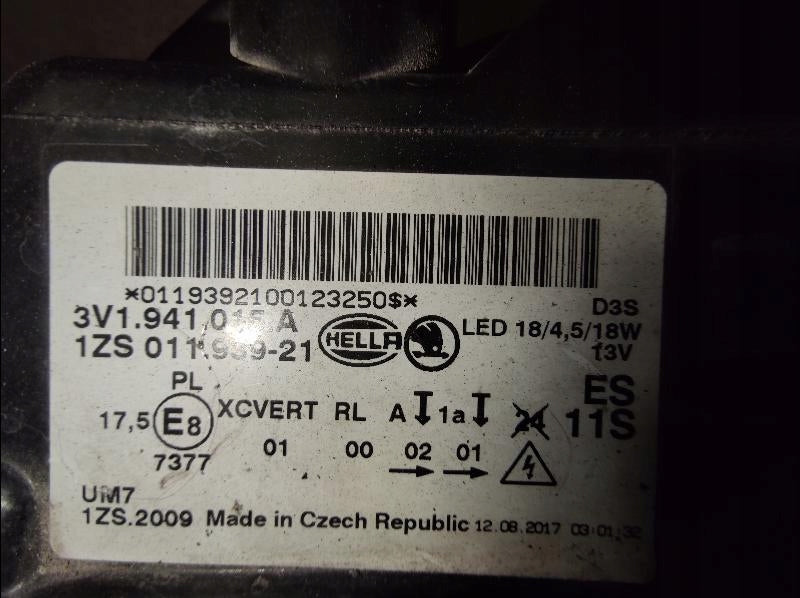 *0119392100123250$*
3V1.941.015.A
1ZS 011.939-21
HELLA
D3S
LED 18/4,5/18W
13V
ES
11S
24
PL
17,5 E8
7377
XCVERT RL A 1a
01 00 02 01
UM7
1ZS.2009 Made in Czech Republic 12.08.2017 03:01:32